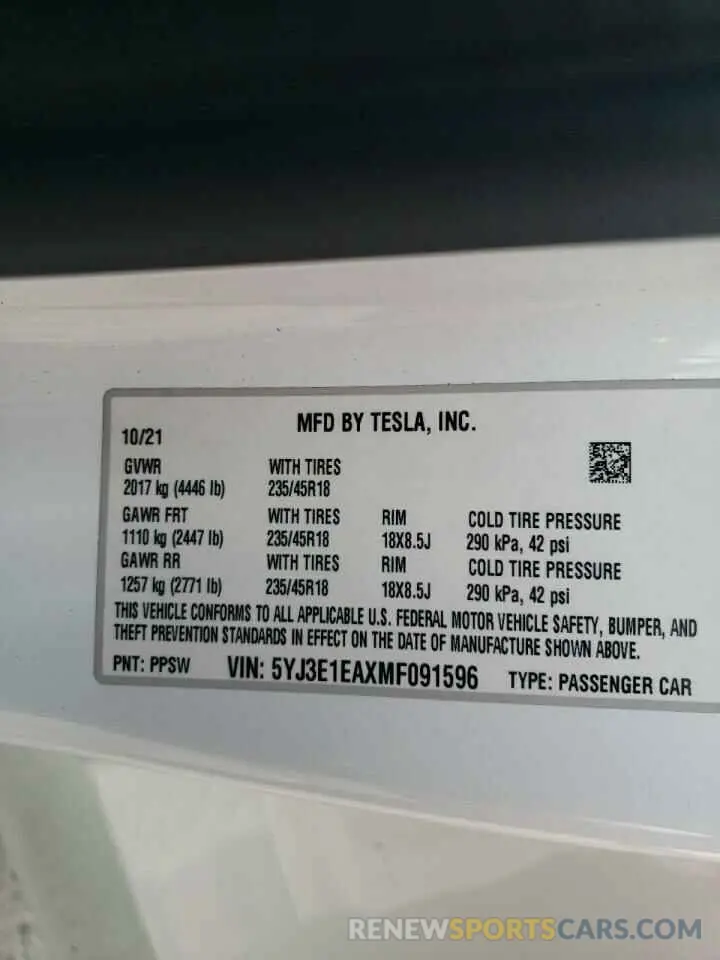 MFD BY TESLA, INC.
10/21
GVWR WITH TIRES
2017 kg (4446 lb) 235/45R18
GAWR FRT WITH TIRES RIM COLD TIRE PRESSURE
1110 kg (2447 lb) 235/45R18 18X8.5J 290 kPa, 42 psi
GAWR RR WITH TIRES RIM COLD TIRE PRESSURE
1257 kg (2771 lb) 235/45R18 18X8.5J 290 kPa, 42 psi
THIS VEHICLE CONFORMS TO ALL APPLICABLE U.S. FEDERAL MOTOR VEHICLE SAFETY, BUMPER, AND
THEFT PREVENTION STANDARDS IN EFFECT ON THE DATE OF MANUFACTURE SHOWN ABOVE.
PNT: PPSW VIN: 5YJ3E1EAXMF091596 TYPE: PASSENGER CAR
RENEWSPORTSCARS.COM